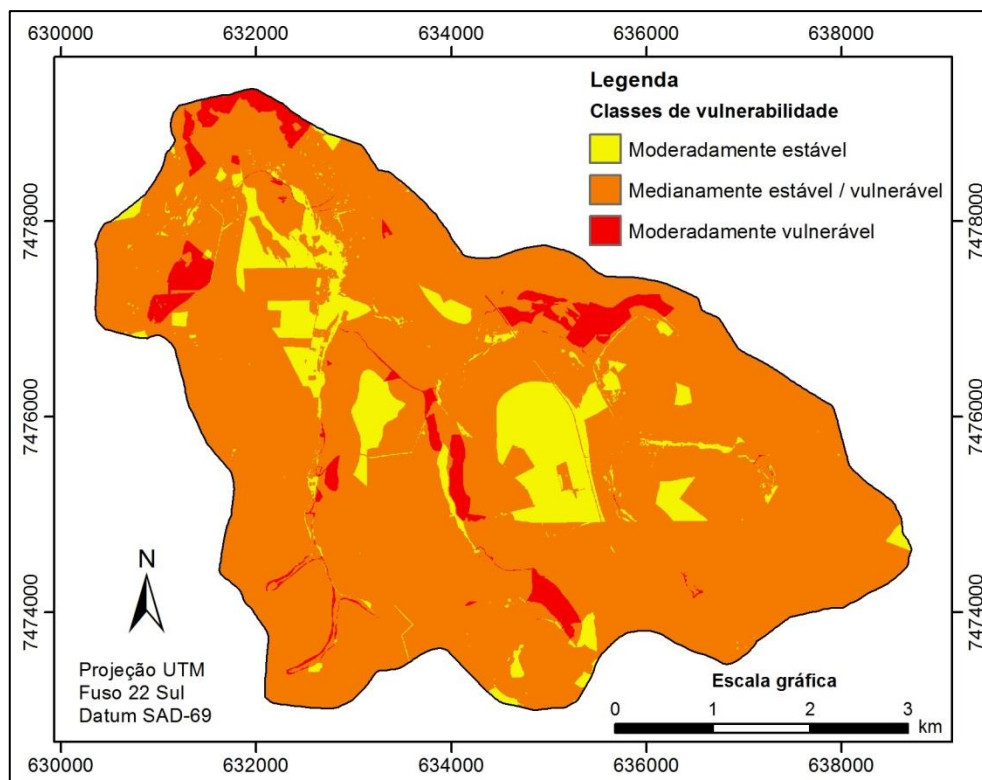 630000 632000 634000 636000 638000
Legenda
Classes de vulnerabilidade
Moderadamente estável
Medianamente estável / vulnerável
Moderadamente vulnerável
7478000 7478000
7476000 7476000
7474000 7474000
N
Projeção UTM
Fuso 22 Sul
Datum SAD-69
Escala gráfica
0 1 2 3
km
630000 632000 634000 636000 638000